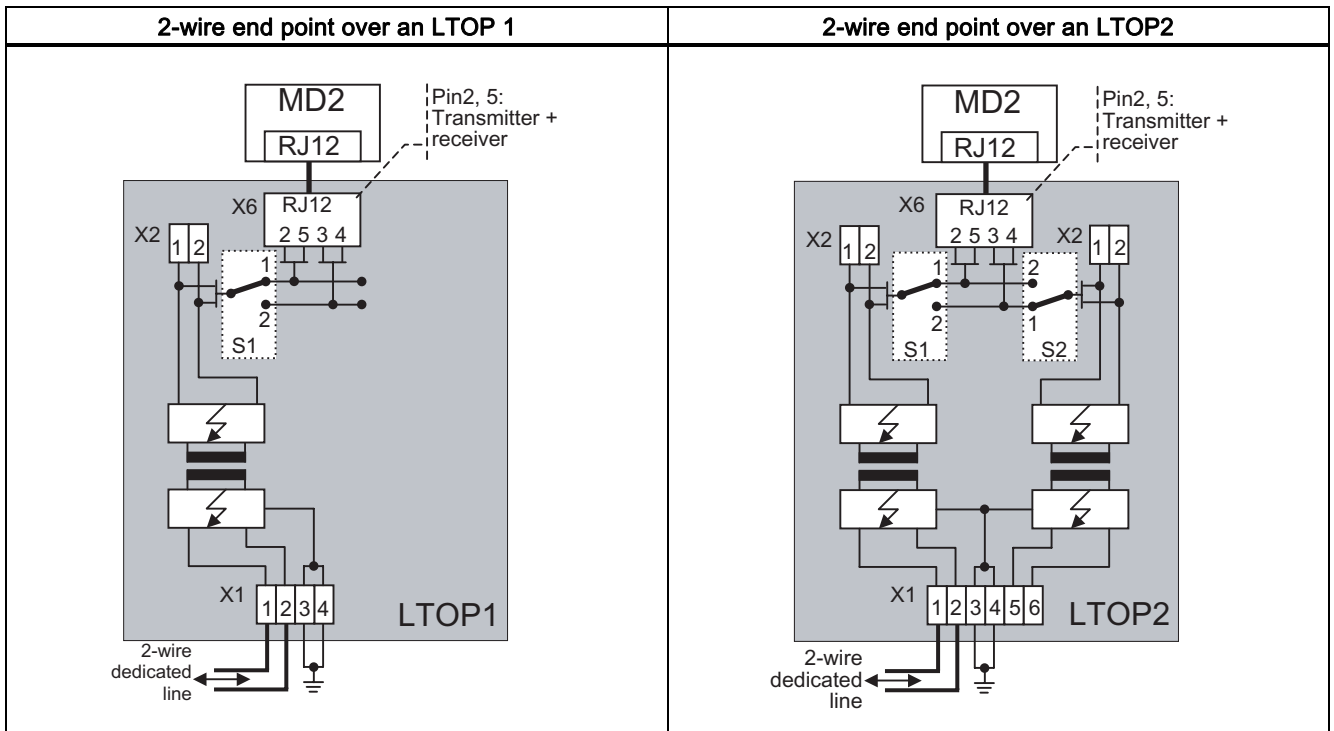 2-wire end point over an LTOP 1
MD2
RJ12
Pin2, 5:
Transmitter +
receiver
X6
RJ12
2 5 3 4
X2
1 2
1
2
S1
X1
1 2 3 4
LTOP1
2-wire
dedicated
line
2-wire end point over an LTOP2
MD2
RJ12
Pin2, 5:
Transmitter +
receiver
X6
RJ12
2 5 3 4
X2
1 2
X2
1 2
1
2
S1
2
1
S2
X1
1 2 3 4 5 6
LTOP2
2-wire
dedicated
line